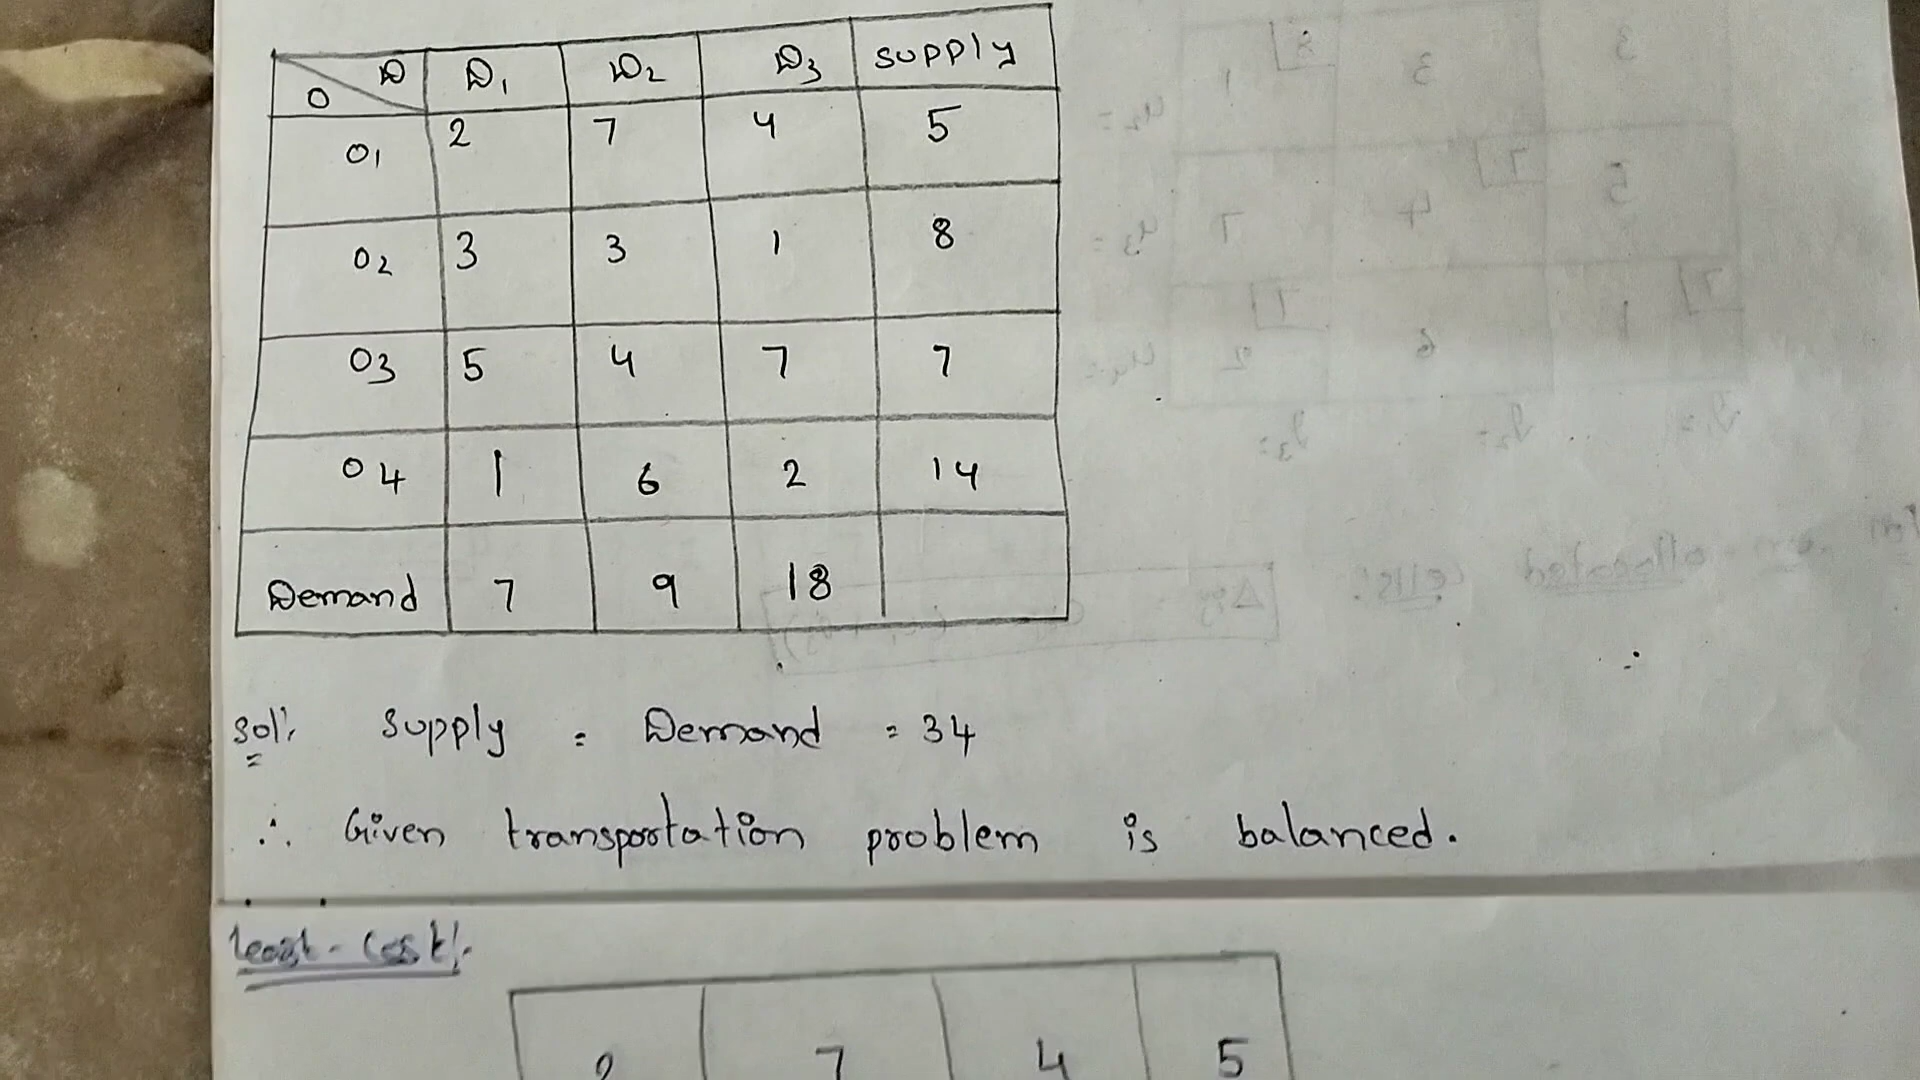 O D D₁ D₂ D₃ supply
O₁ 2 7 4 5
O₂ 3 3 1 8
O3 5 4 7 7
O4 1 6 2 14
Demand 7 9 18
sol: supply = Demand = 34
∴ Given transportation problem is balanced.
least-cost:
2 7 4 5